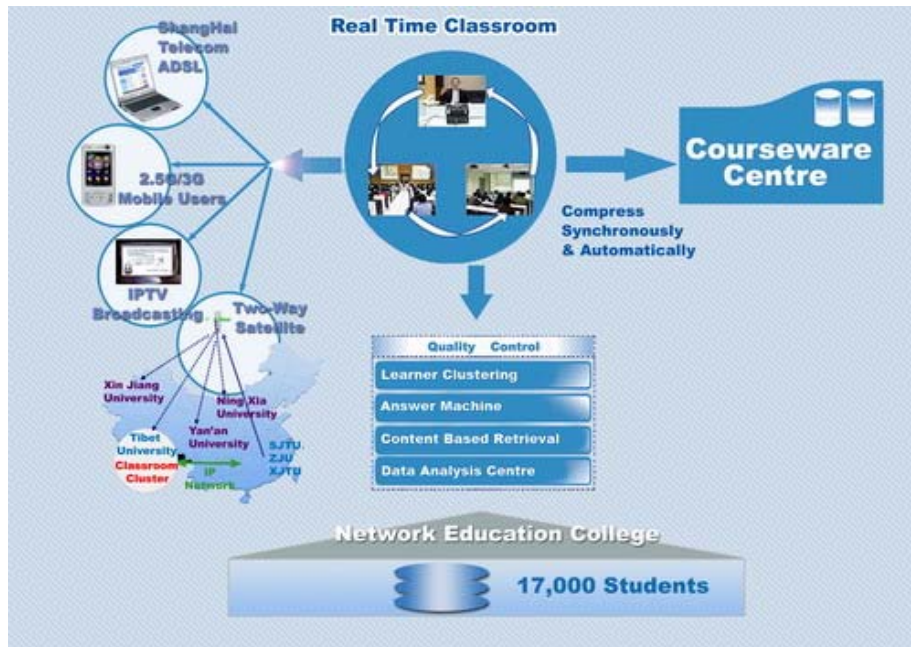 Real Time Classroom
ShangHai
Telecom
ADSL
2.5G/3G
Mobile Users
IPTV
Broadcasting
Two-Way
Satedlite
Courseware
Centre
Compress
Synchronously
& Automatically
Xin Jiang
University
Ning Xia
University
Yan'an
University
Tibet
University
Classroom
Cluster
IP
Network
SJTU
ZJU
XJTU
Quality Control
Learner Clustering
Answer Machine
Content Based Retrieval
Data Analysis Centre
Network Education College
17,000 Students